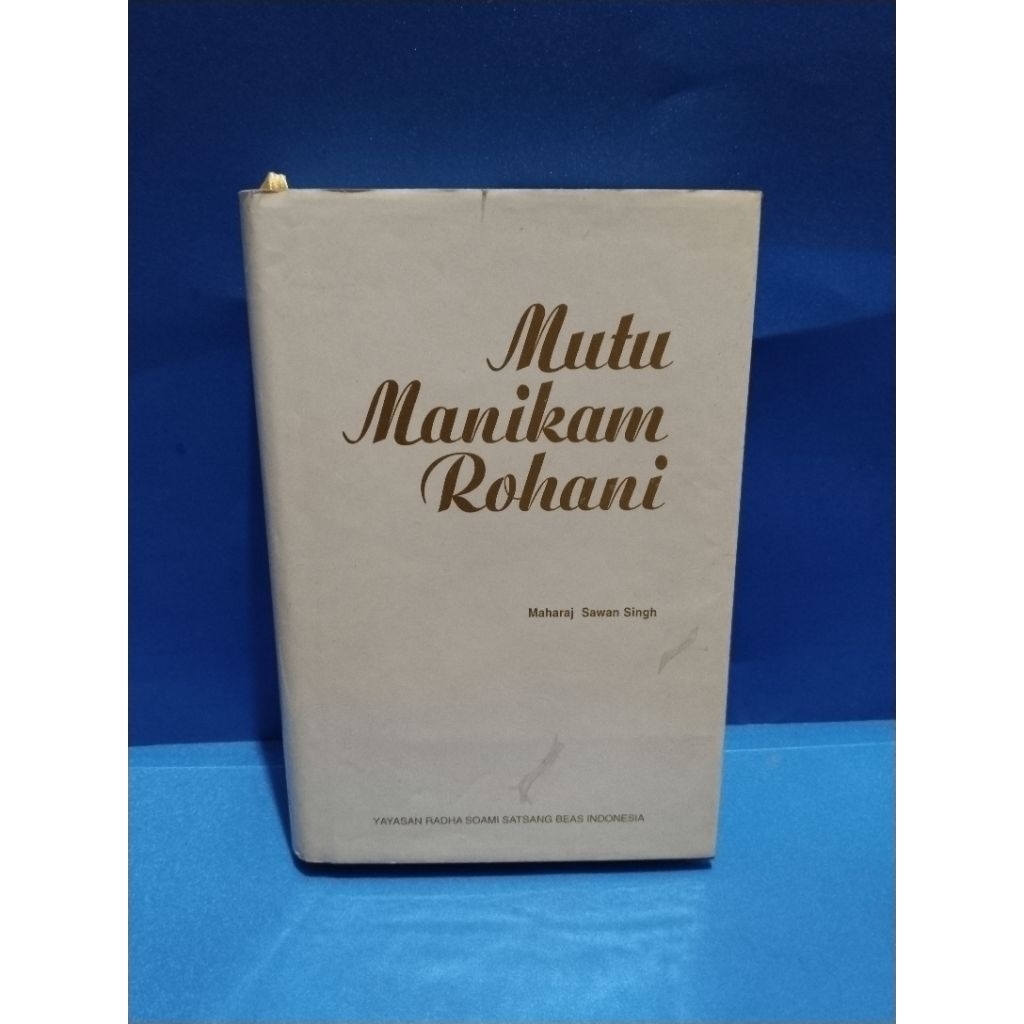 Mutu
Manikam
Rohani
Maharaj Sawan Singh
YAYASAN RADHA SOAMI SATSANG BEAS INDONESIA